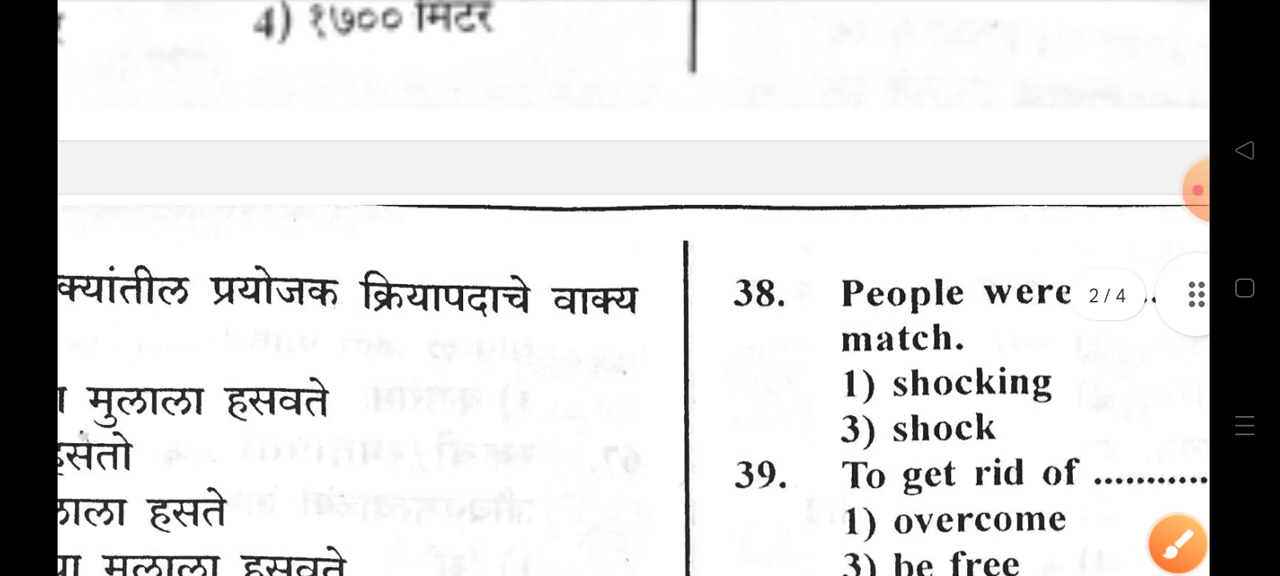 4) १७०० मिटर
क्यांतील प्रयोजक क्रियापदाचे वाक्य
मुलाला हसवते
हसतो
लाला हसते
या मुलाला हसवते
38. People were
match.
1) shocking
3) shock
39. To get rid of ...........
1) overcome
3) be free
2/4